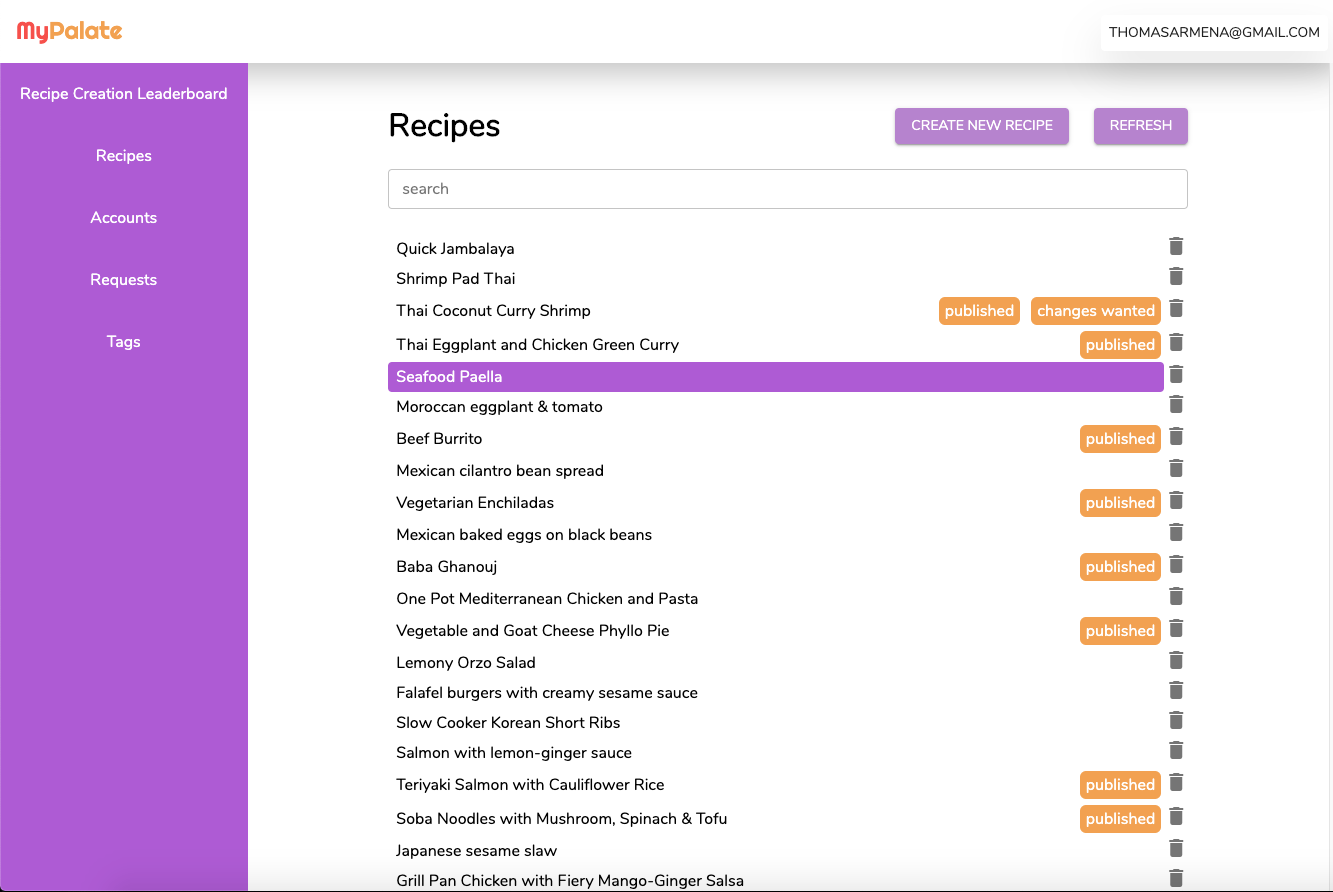 MyPalate
THOMASARMENA@GMAIL.COM
Recipe Creation Leaderboard
Recipes
Accounts
Requests
Tags
Recipes
CREATE NEW RECIPE
REFRESH
search
Quick Jambalaya
Shrimp Pad Thai
Thai Coconut Curry Shrimp published changes wanted
Thai Eggplant and Chicken Green Curry published
Seafood Paella
Moroccan eggplant & tomato
Beef Burrito published
Mexican cilantro bean spread
Vegetarian Enchiladas published
Mexican baked eggs on black beans
Baba Ghanouj published
One Pot Mediterranean Chicken and Pasta
Vegetable and Goat Cheese Phyllo Pie published
Lemony Orzo Salad
Falafel burgers with creamy sesame sauce
Slow Cooker Korean Short Ribs
Salmon with lemon-ginger sauce
Teriyaki Salmon with Cauliflower Rice published
Soba Noodles with Mushroom, Spinach & Tofu published
Japanese sesame slaw
Grill Pan Chicken with Fiery Mango-Ginger Salsa